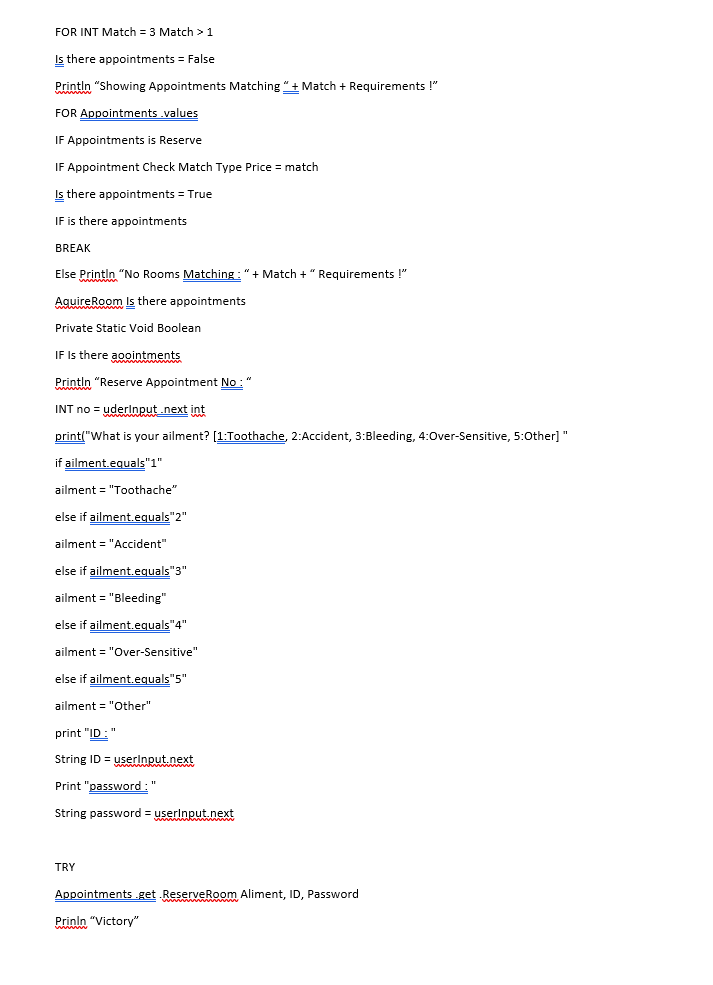 FOR INT Match = 3 Match > 1
Is there appointments = False
Println “Showing Appointments Matching “ + Match + Requirements !”
FOR Appointments .values
IF Appointments is Reserve
IF Appointment Check Match Type Price = match
Is there appointments = True
IF is there appointments
BREAK
Else Println “No Rooms Matching : “ + Match + “ Requirements !”
AquireRoom Is there appointments
Private Static Void Boolean
IF Is there aoointments
Println “Reserve Appointment No : “
INT no = uderInput .next int
print("What is your ailment? [1:Toothache, 2:Accident, 3:Bleeding, 4:Over-Sensitive, 5:Other] "
if ailment.equals"1"
ailment = "Toothache”
else if ailment.equals"2"
ailment = "Accident"
else if ailment.equals"3"
ailment = "Bleeding"
else if ailment.equals"4"
ailment = "Over-Sensitive"
else if ailment.equals"5"
ailment = "Other"
print "ID : "
String ID = userInput.next
Print "password : "
String password = userInput.next
TRY
Appointments .get .ReserveRoom Aliment, ID, Password
Prinln “Victory”